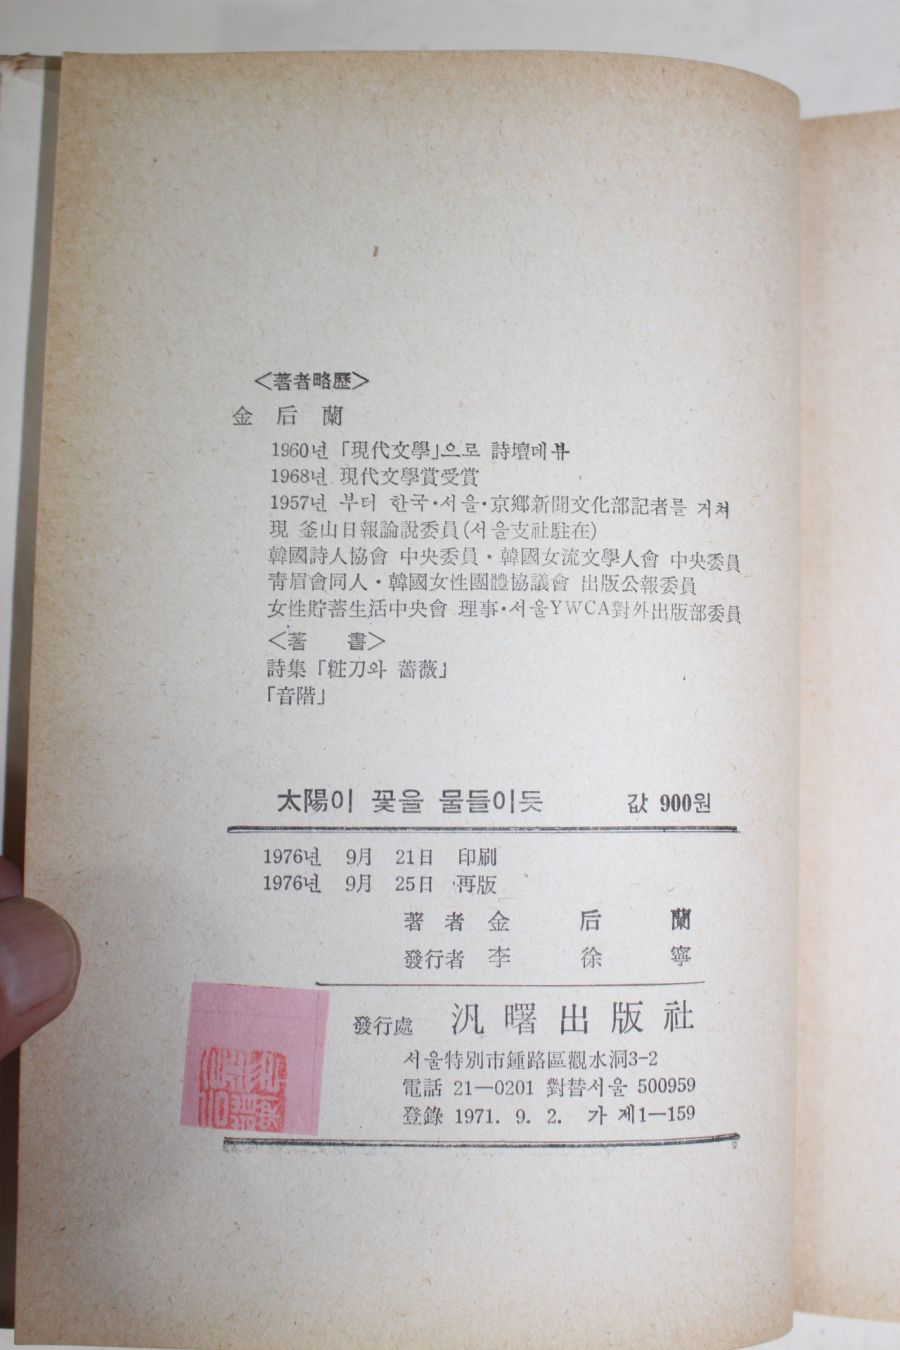 <著者略歷>
金 后 蘭
1960년 「現代文學」으로 詩壇데뷰
1968년 現代文學賞受賞
1957년 부터 한국·서울·京鄕新聞文化部記者를 거쳐
現 釜山日報論說委員(서울支社駐在)
韓國詩人協會 中央委員·韓國女流文學人會 中央委員
靑眉會同人·韓國女性團體協議會 出版公報委員
女性貯蓄生活中央會 理事·서울YWCA對外出版部委員
<著 書>
詩集「粧刀와 薔薇」
「音階」
太陽이 꽃을 물들이듯 값 900원
1976년 9月 21日 印刷
1976년 9月 25日 再版
著者 金 后 蘭
發行者 李 徐 寧
發行處 汎曙出版社
서울特別市鍾路區觀水洞3-2
電話 21—0201 對替서울 500959
登錄 1971. 9. 2. 가 제1—159